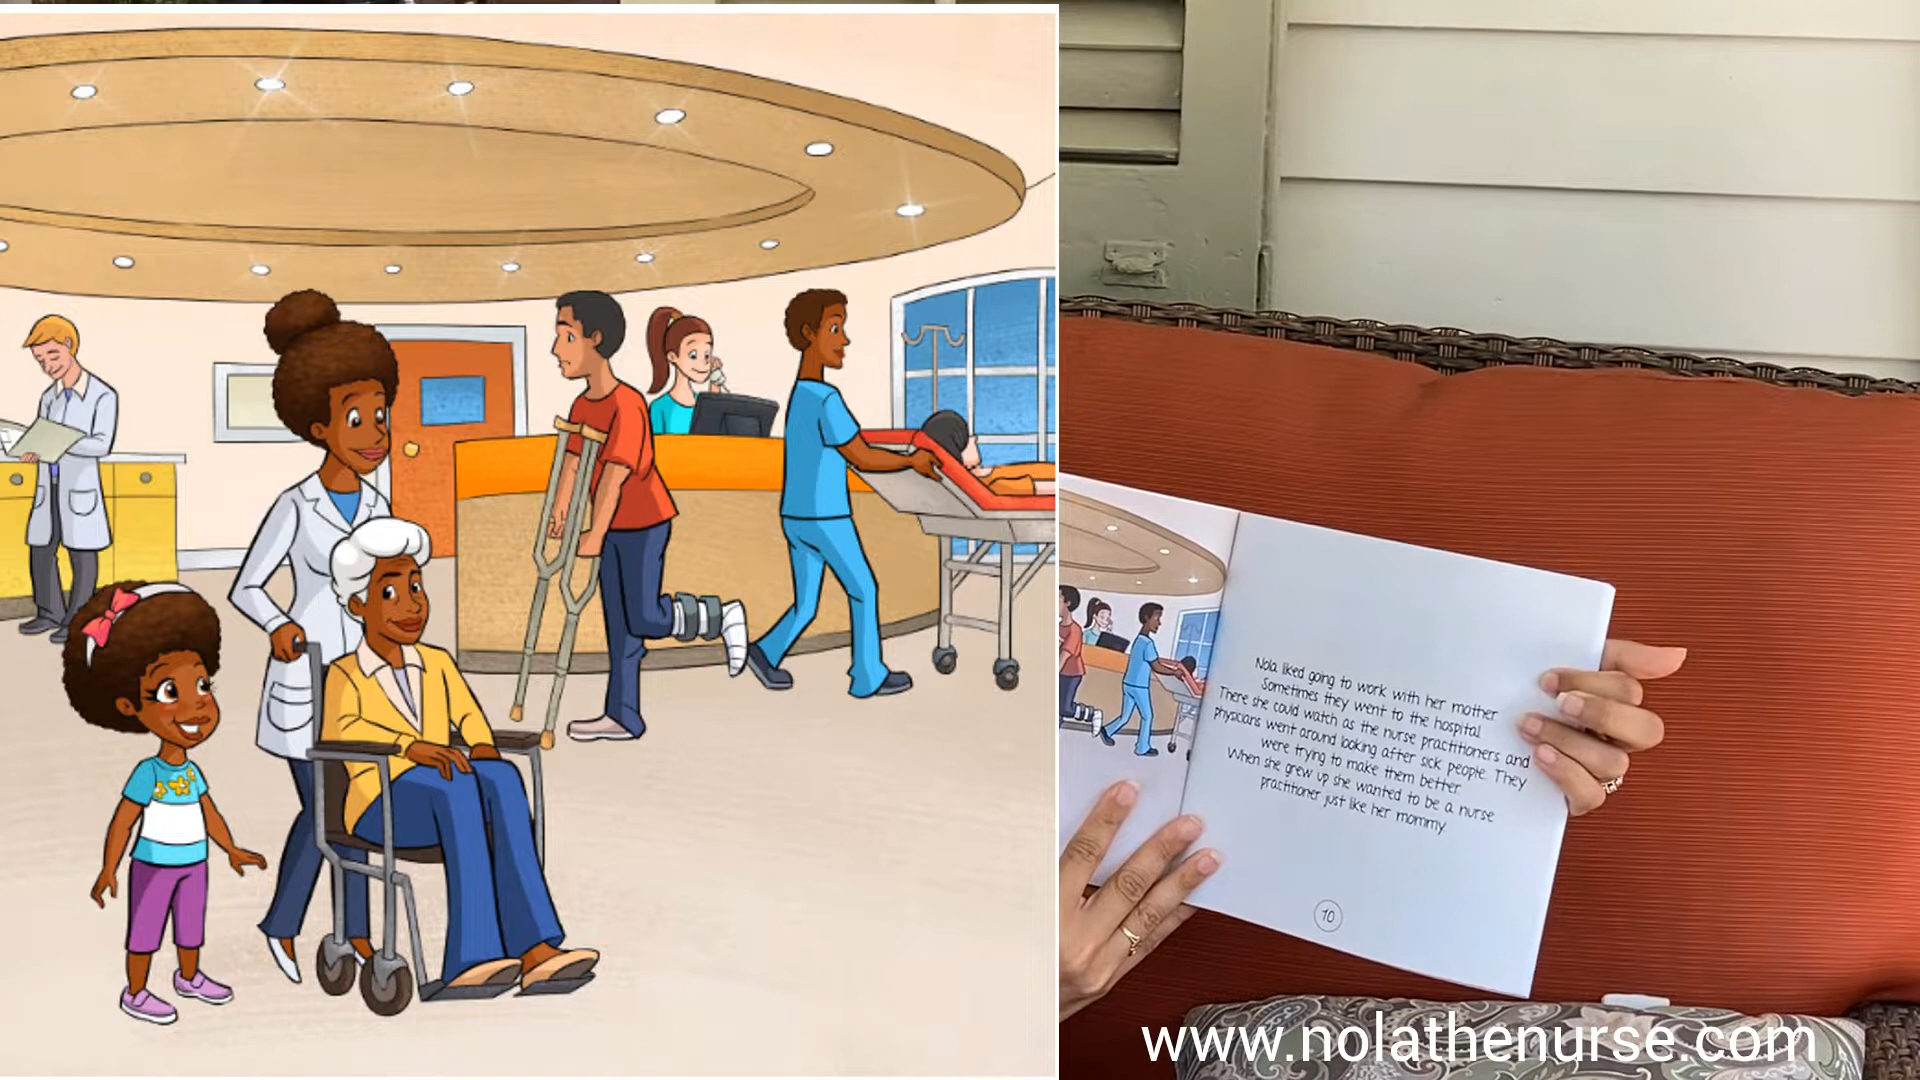 Nola liked going to work with her mother.
Sometimes they went to the hospital.
There she could watch as the nurse practitioners and
physicians went around looking after sick people. They
were trying to make them better.
When she grew up she wanted to be a nurse
practitioner just like her mommy.
10
www.nolathenurse.com